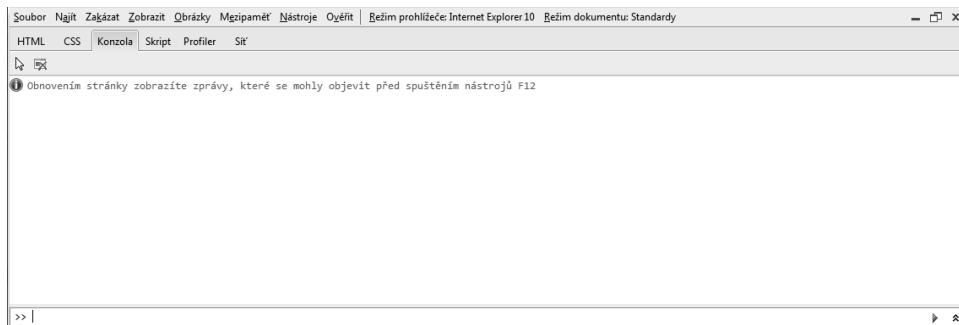 Soubor Najít Zakázat Zobrazit Obrázky Mezipaměť Nástroje Ověřit Režim prohlížeče: Internet Explorer 10 Režim dokumentu: Standardy
HTML CSS Konzola Skript Profiler Síť
Obnovením stránky zobrazíte zprávy, které se mohly objevit před spuštěním nástrojů F12
>>